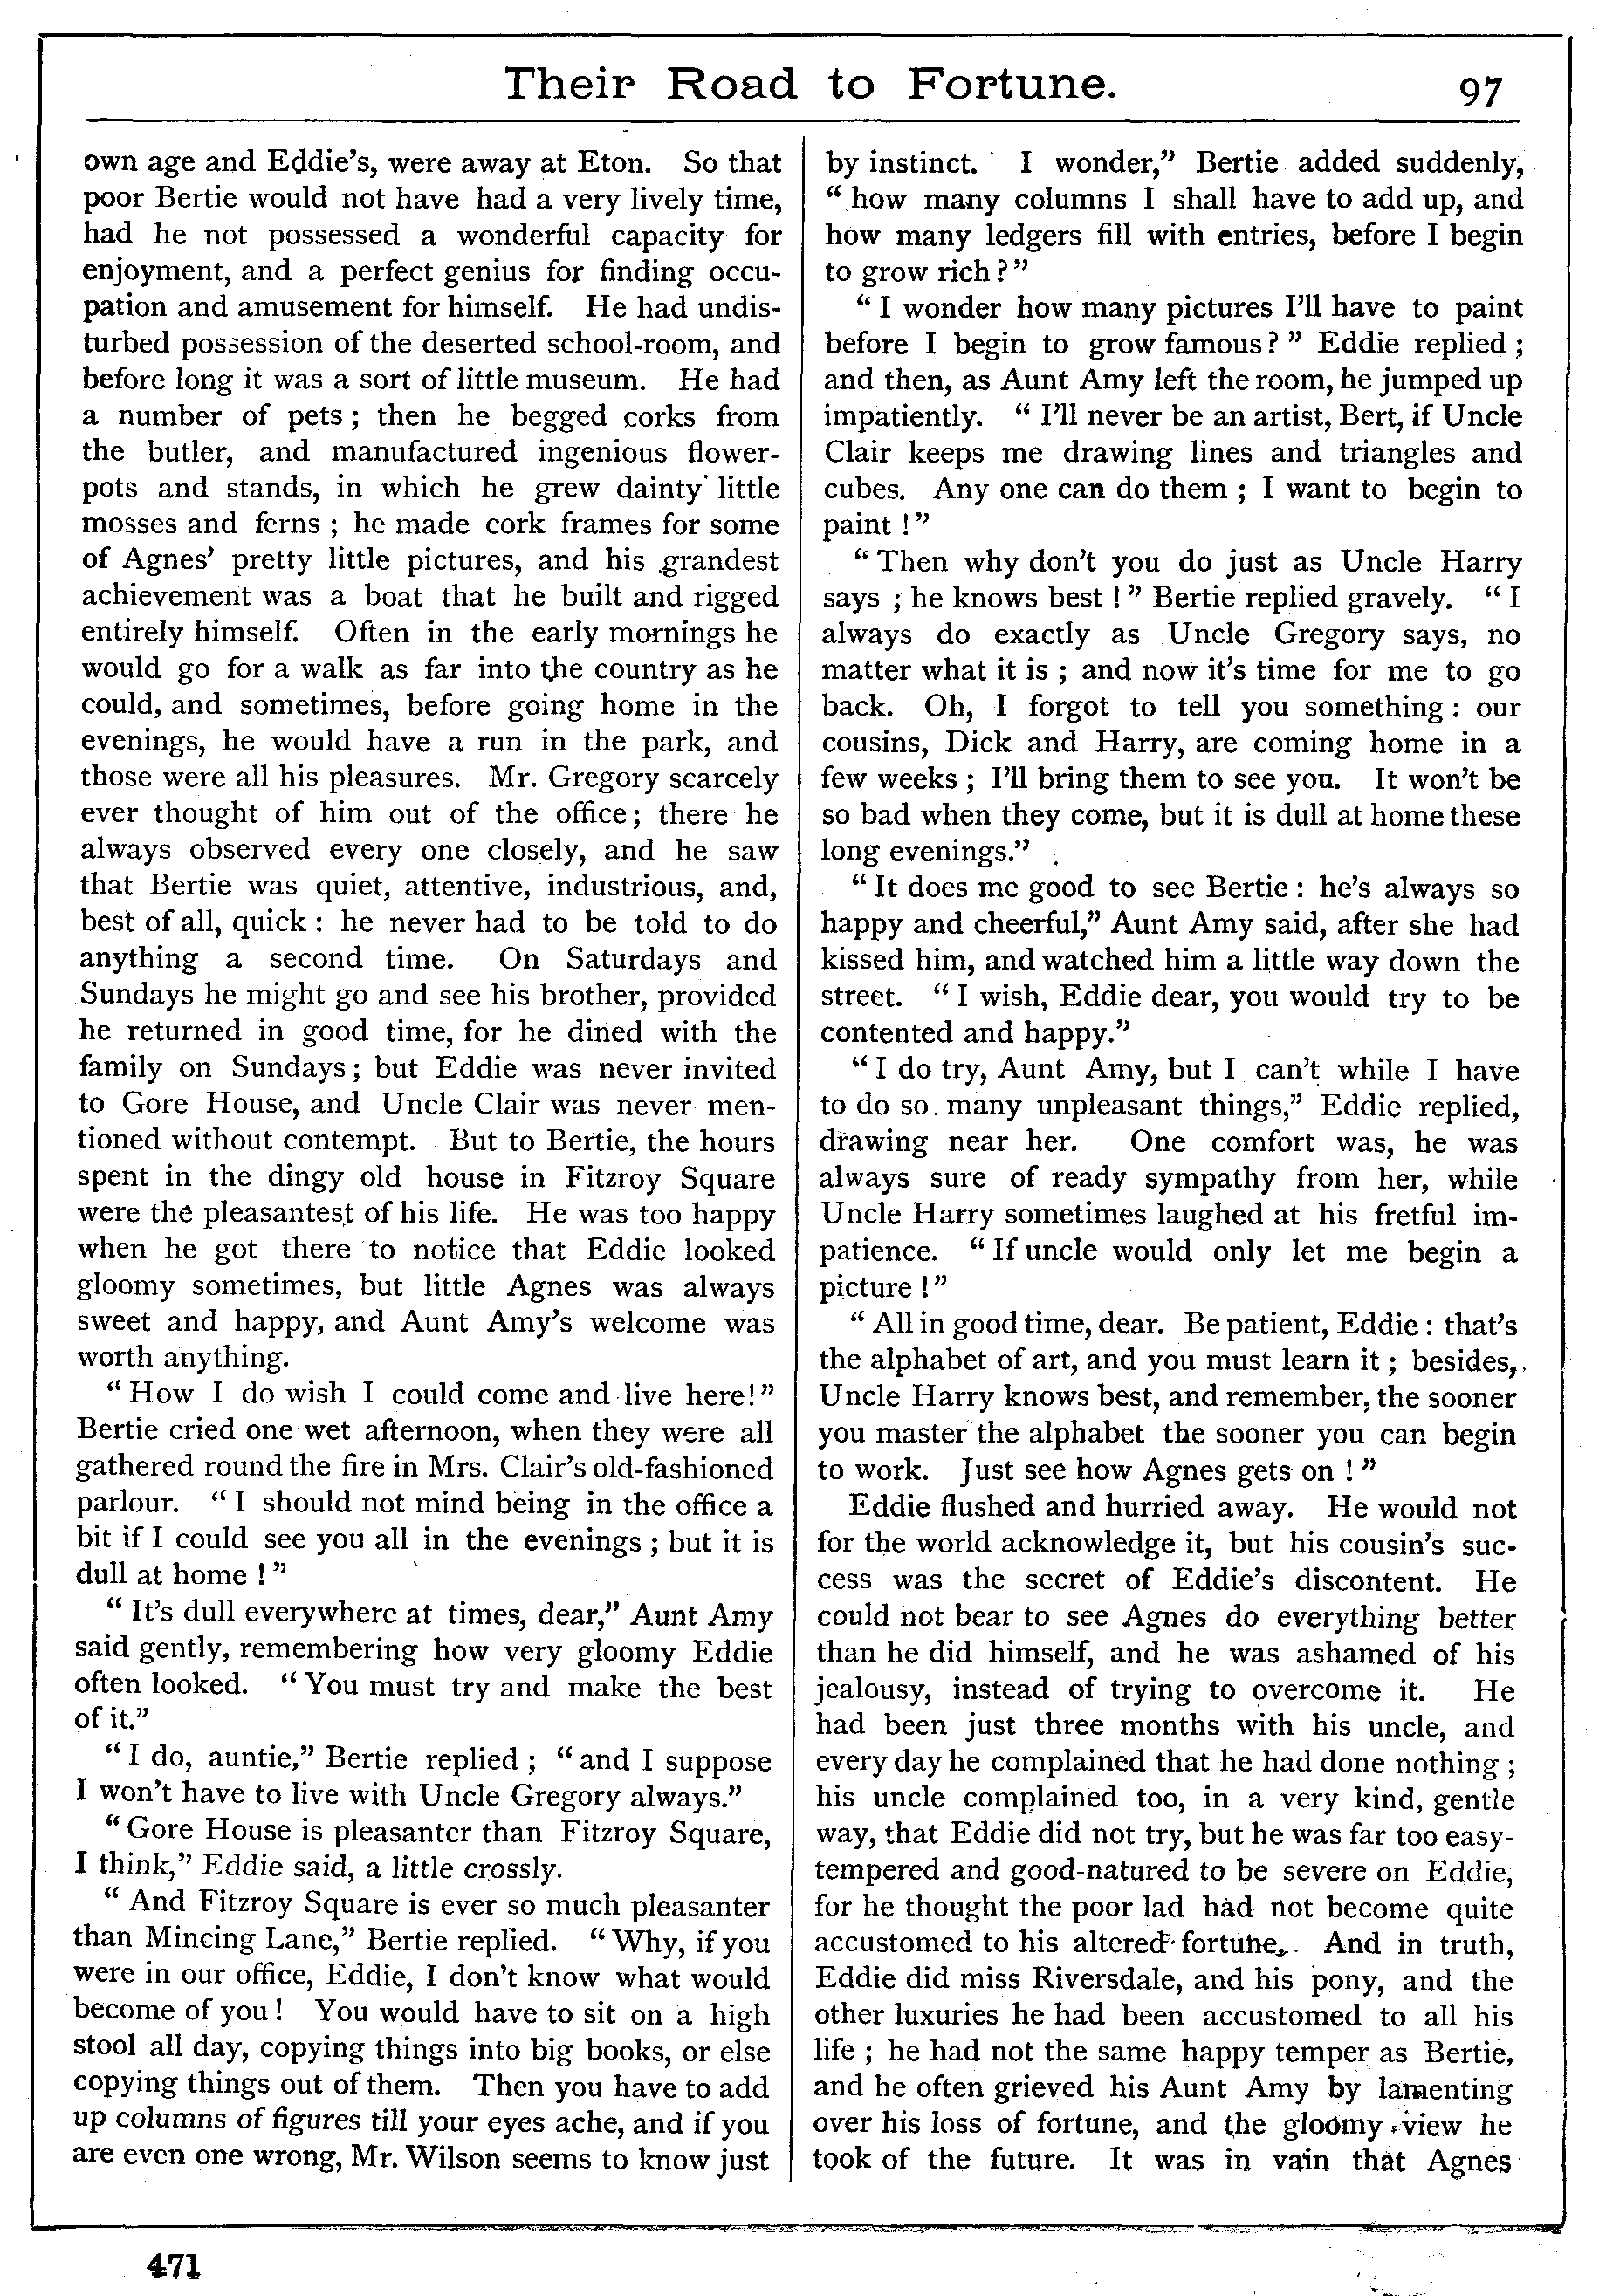 Their Road to Fortune.
97
own age and Eddie's, were away at Eton. So that
poor Bertie would not have had a very lively time,
had he not possessed a wonderful capacity for
enjoyment, and a perfect genius for finding occu-
pation and amusement for himself. He had undis-
turbed possession of the deserted school-room, and
before long it was a sort of little museum. He had
a number of pets; then he begged corks from
the butler, and manufactured ingenious flower-
pots and stands, in which he grew dainty little
mosses and ferns; he made cork frames for some
of Agnes' pretty little pictures, and his grandest
achievement was a boat that he built and rigged
entirely himself. Often in the early mornings he
would go for a walk as far into the country as he
could, and sometimes, before going home in the
evenings, he would have a run in the park, and
those were all his pleasures. Mr. Gregory scarcely
ever thought of him out of the office; there he
always observed every one closely, and he saw
that Bertie was quiet, attentive, industrious, and,
best of all, quick: he never had to be told to do
anything a second time. On Saturdays and
Sundays he might go and see his brother, provided
he returned in good time, for he dined with the
family on Sundays; but Eddie was never invited
to Gore House, and Uncle Clair was never men-
tioned without contempt. But to Bertie, the hours
spent in the dingy old house in Fitzroy Square
were the pleasantest of his life. He was too happy
when he got there to notice that Eddie looked
gloomy sometimes, but little Agnes was always
sweet and happy, and Aunt Amy's welcome was
worth anything.
"How I do wish I could come and live here!"
Bertie cried one wet afternoon, when they were all
gathered round the fire in Mrs. Clair's old-fashioned
parlour. "I should not mind being in the office a
bit if I could see you all in the evenings; but it is
dull at home!"
"It's dull everywhere at times, dear," Aunt Amy
said gently, remembering how very gloomy Eddie
often looked. "You must try and make the best
of it."
"I do, auntie," Bertie replied; "and I suppose
I won't have to live with Uncle Gregory always."
"Gore House is pleasanter than Fitzroy Square,
I think," Eddie said, a little crossly.
"And Fitzroy Square is ever so much pleasanter
than Mincing Lane," Bertie replied. "Why, if you
were in our office, Eddie, I don't know what would
become of you! You would have to sit on a high
stool all day, copying things into big books, or else
copying things out of them. Then you have to add
up columns of figures till your eyes ache, and if you
are even one wrong, Mr. Wilson seems to know just
by instinct. I wonder," Bertie added suddenly,
"how many columns I shall have to add up, and
how many ledgers fill with entries, before I begin
to grow rich?"
"I wonder how many pictures I'll have to paint
before I begin to grow famous?" Eddie replied;
and then, as Aunt Amy left the room, he jumped up
impatiently. "I'll never be an artist, Bert, if Uncle
Clair keeps me drawing lines and triangles and
cubes. Any one can do them; I want to begin to
paint!"
"Then why don't you do just as Uncle Harry
says; he knows best!" Bertie replied gravely. "I
always do exactly as Uncle Gregory says, no
matter what it is; and now it's time for me to go
back. Oh, I forgot to tell you something: our
cousins, Dick and Harry, are coming home in a
few weeks; I'll bring them to see you. It won't be
so bad when they come, but it is dull at home these
long evenings."
"It does me good to see Bertie: he's always so
happy and cheerful," Aunt Amy said, after she had
kissed him, and watched him a little way down the
street. "I wish, Eddie dear, you would try to be
contented and happy."
"I do try, Aunt Amy, but I can't while I have
to do so many unpleasant things," Eddie replied,
drawing near her. One comfort was, he was
always sure of ready sympathy from her, while
Uncle Harry sometimes laughed at his fretful im-
patience. "If uncle would only let me begin a
picture!"
"All in good time, dear. Be patient, Eddie: that's
the alphabet of art, and you must learn it; besides,
Uncle Harry knows best, and remember, the sooner
you master the alphabet the sooner you can begin
to work. Just see how Agnes gets on!"
Eddie flushed and hurried away. He would not
for the world acknowledge it, but his cousin's suc-
cess was the secret of Eddie's discontent. He
could not bear to see Agnes do everything better
than he did himself, and he was ashamed of his
jealousy, instead of trying to overcome it. He
had been just three months with his uncle, and
every day he complained that he had done nothing;
his uncle complained too, in a very kind, gentle
way, that Eddie did not try, but he was far too easy-
tempered and good-natured to be severe on Eddie,
for he thought the poor lad had not become quite
accustomed to his altered fortune. And in truth,
Eddie did miss Riversdale, and his pony, and the
other luxuries he had been accustomed to all his
life; he had not the same happy temper as Bertie,
and he often grieved his Aunt Amy by lamenting
over his loss of fortune, and the gloomy view he
took of the future. It was in vain that Agnes
471